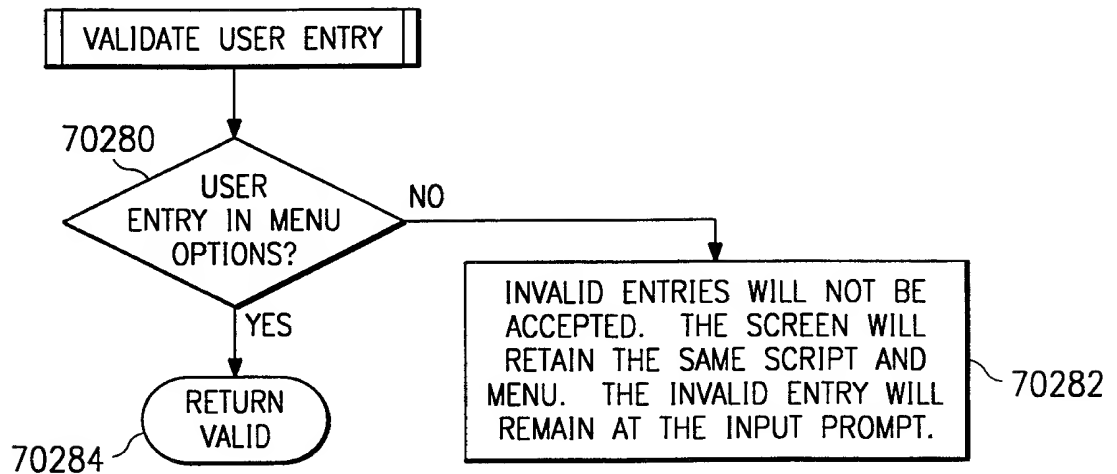 VALIDATE USER ENTRY
70280
USER
ENTRY IN MENU
OPTIONS?
NO
YES
INVALID ENTRIES WILL NOT BE
ACCEPTED. THE SCREEN WILL
RETAIN THE SAME SCRIPT AND
MENU. THE INVALID ENTRY WILL
REMAIN AT THE INPUT PROMPT.
70282
RETURN
VALID
70284